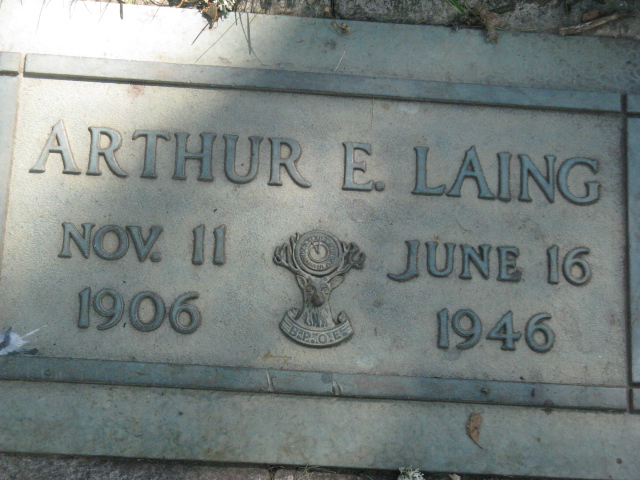 ARTHUR E. LAING
NOV. 11 JUNE 16
1906 1946
B.P.O.E.